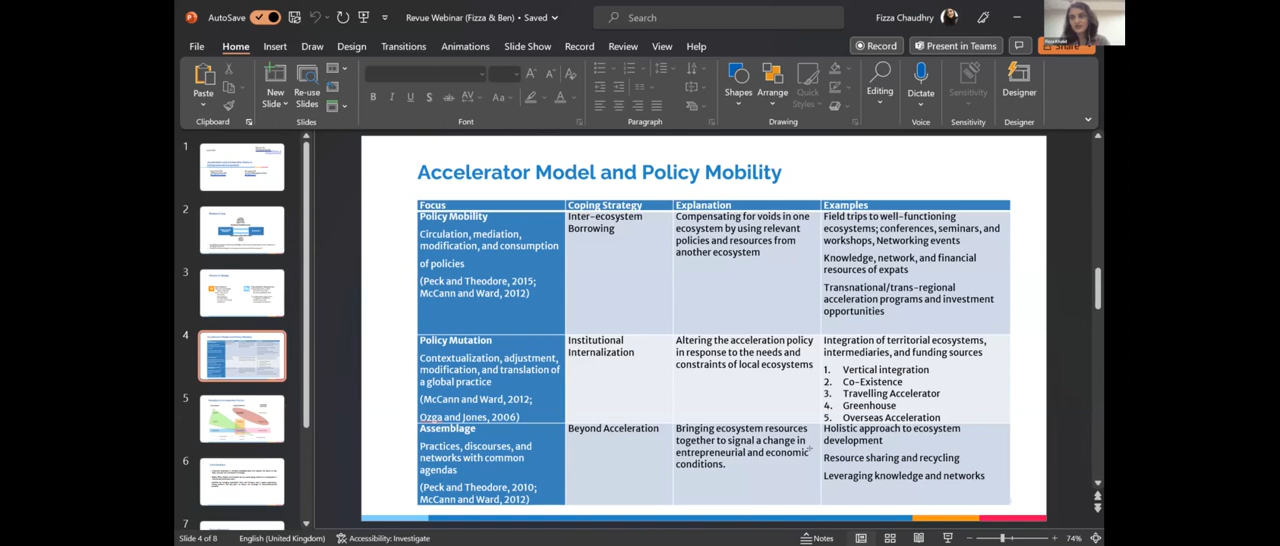 AutoSave
Revue Webinar (Fizza & Ben) • Saved
Search
Fizza Chaudhry
File Home Insert Draw Design Transitions Animations Slide Show Record Review View Help
Record
Present in Teams
Share
Paste
New Slide
Re-use Slides
Shapes
Arrange
Quick Styles
Editing
Dictate
Sensitivity
Designer
Clipboard
Slides
Font
Paragraph
Drawing
Voice
Sensitivity
Designer
1
2
3
4
5
6
7
Accelerator Model and Policy Mobility
Focus
Coping Strategy
Explanation
Examples
Policy Mobility
Circulation, mediation,
modification, and consumption
of policies
(Peck and Theodore, 2015;
McCann and Ward, 2012)
Inter-ecosystem
Borrowing
Compensating for voids in one
ecosystem by using relevant
policies and resources from
another ecosystem
Field trips to well-functioning
ecosystems; conferences, seminars, and
workshops, Networking events
Knowledge, network, and financial
resources of expats
Transnational/trans-regional
acceleration programs and investment
opportunities
Policy Mutation
Contextualization, adjustment,
modification, and translation of
a global practice
(McCann and Ward, 2012;
Ozga and Jones, 2006)
Institutional
Internalization
Altering the acceleration policy
in response to the needs and
constraints of local ecosystems
Integration of territorial ecosystems,
intermediaries, and funding sources
1. Vertical integration
2. Co-Existence
3. Travelling Accelerator
4. Greenhouse
5. Overseas Acceleration
Assemblage
Practices, discourses, and
networks with common
agendas
(Peck and Theodore, 2010;
McCann and Ward, 2012)
Beyond Acceleration
Bringing ecosystem resources
together to signal a change in
entrepreneurial and economic
conditions.
Holistic approach to ecosystem
development
Resource sharing and recycling
Leveraging knowledge and networks
Slide 4 of 8
English (United Kingdom)
Accessibility: Investigate
Notes
74%